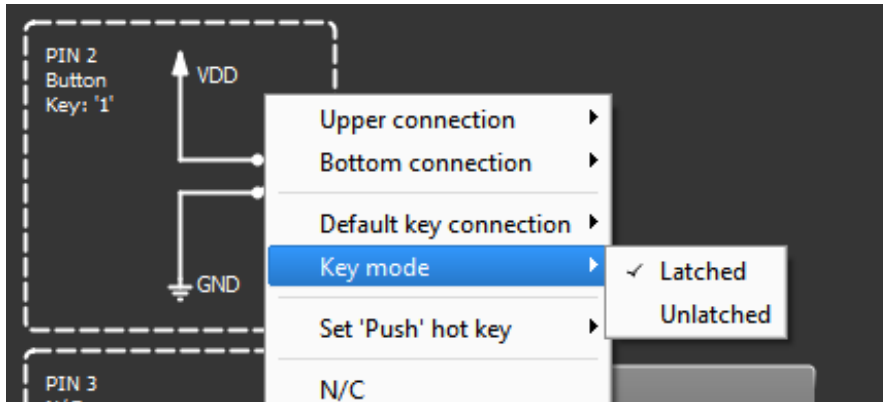 PIN 2
Button
Key: '1'
VDD
GND
Upper connection
Bottom connection
Default key connection
Key mode
Latched
Unlatched
Set 'Push' hot key
N/C
PIN 3